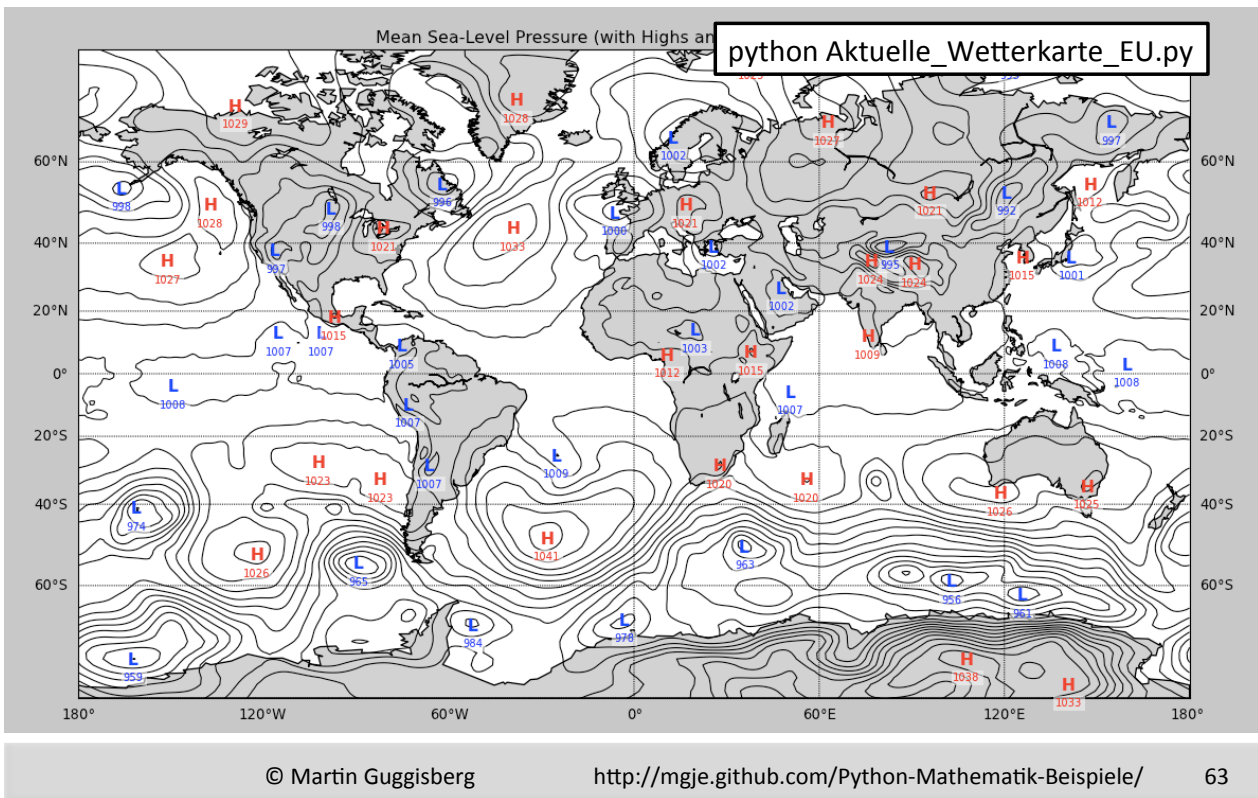 Mean Sea-Level Pressure (with Highs an
python Aktuelle_Wetterkarte_EU.py
H
1029
H
1028
H
1027
L
1002
L
997
60°N
60°N
L
998
H
1028
L
998
L
996
L
1000
H
1021
H
1021
L
992
H
1012
40°N
40°N
H
1027
L
997
H
1021
H
1033
L
1002
H
1024
L
995
H
1024
H
1015
L
1001
20°N
20°N
L
1002
L
1007
1007
H
1015
L
1005
H
1012
L
1003
H
1015
H
1009
L
1008
L
1008
0°
0°
L
1008
L
1007
L
1007
20°S
20°S
H
1023
H
1023
L
1007
L
1009
H
1020
H
1020
H
1026
H
1025
40°S
40°S
L
974
H
1026
L
965
H
1041
L
963
L
956
L
961
60°S
60°S
L
959
L
984
L
978
H
1038
H
1033
180°
120°W
60°W
0°
60°E
120°E
180°
© Martin Guggisberg http://mgje.github.com/Python-Mathematik-Beispiele/ 63